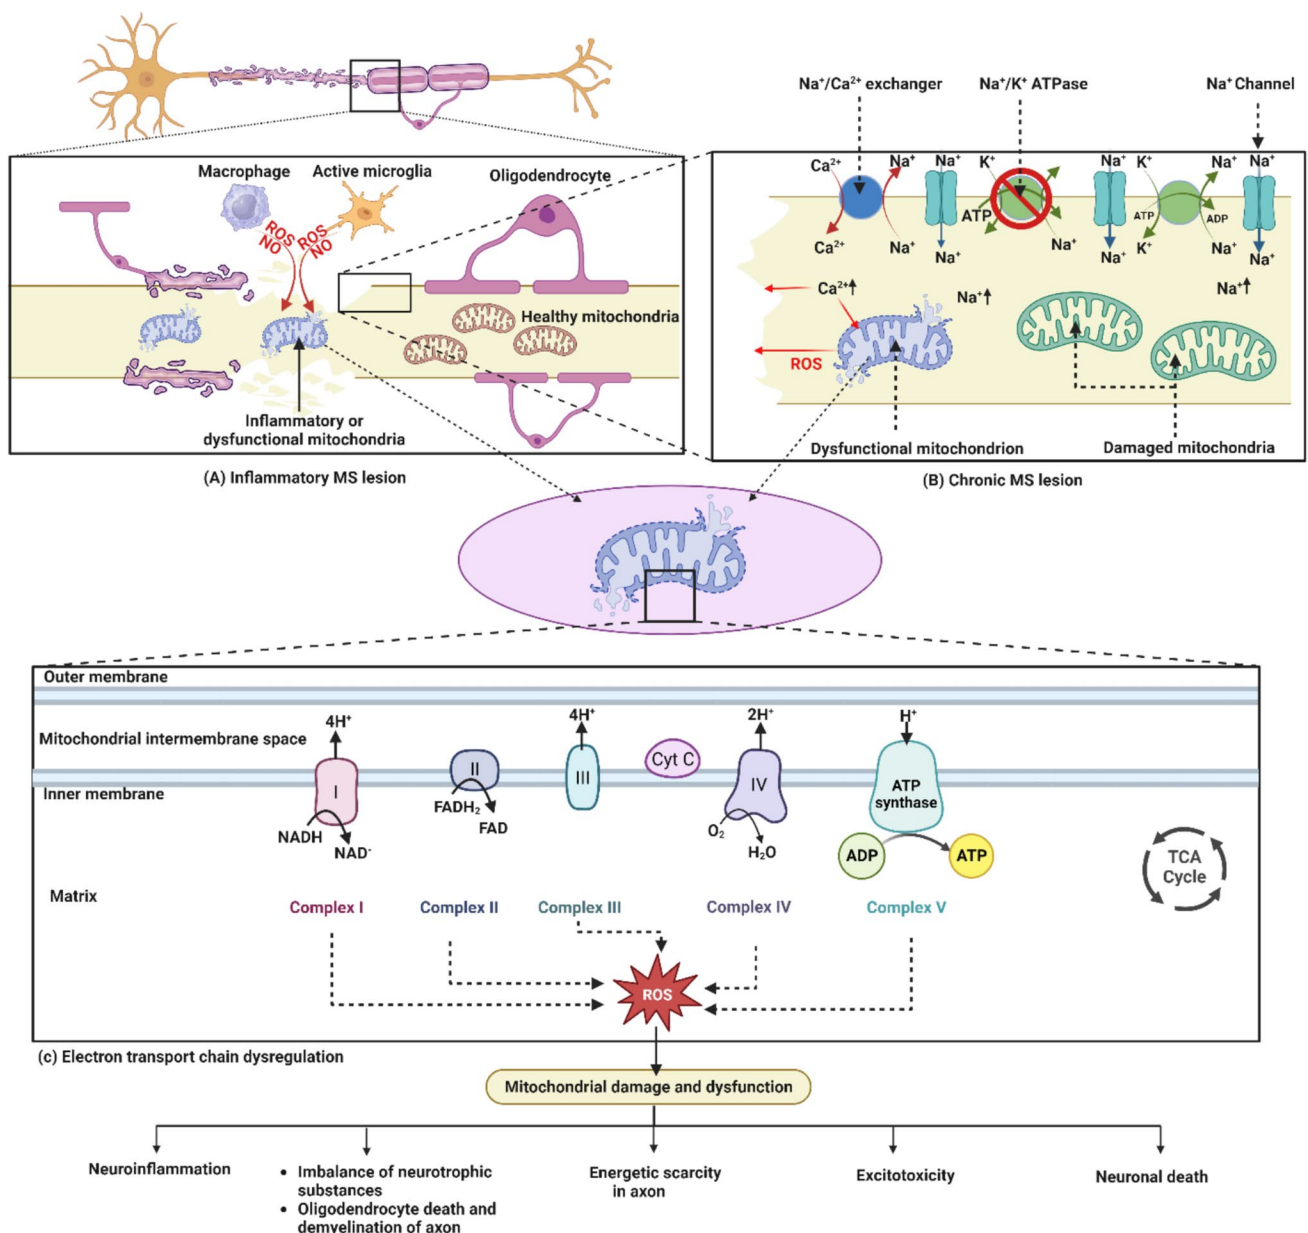 Na⁺/Ca²⁺ exchanger
Na⁺/K⁺ ATPase
Na⁺ Channel
Macrophage
Active microglia
Oligodendrocyte
ROS
NO
ROS
NO
Healthy mitochondria
Inflammatory or
dysfunctional mitochondria
(A) Inflammatory MS lesion
Ca²⁺
Na⁺
Na⁺
K⁺
Na⁺
K⁺
Na⁺
Na⁺
ATP
ATP
ADP
Ca²⁺
Na⁺
Na⁺
Na⁺
Na⁺
K⁺
Na⁺
Na⁺
Ca²⁺↑
Na⁺↑
Na⁺↑
ROS
Dysfunctional mitochondrion
Damaged mitochondria
(B) Chronic MS lesion
Outer membrane
4H⁺
4H⁺
2H⁺
H⁺
Mitochondrial intermembrane space
Cyt C
Inner membrane
I
II
III
IV
ATP
synthase
NADH
NAD⁻
FADH₂
FAD
O₂
H₂O
ADP
ATP
TCA
Cycle
Matrix
Complex I
Complex II
Complex III
Complex IV
Complex V
ROS
(c) Electron transport chain dysregulation
Mitochondrial damage and dysfunction
Neuroinflammation
• Imbalance of neurotrophic
substances
• Oligodendrocyte death and
demyelination of axon
Energetic scarcity
in axon
Excitotoxicity
Neuronal death